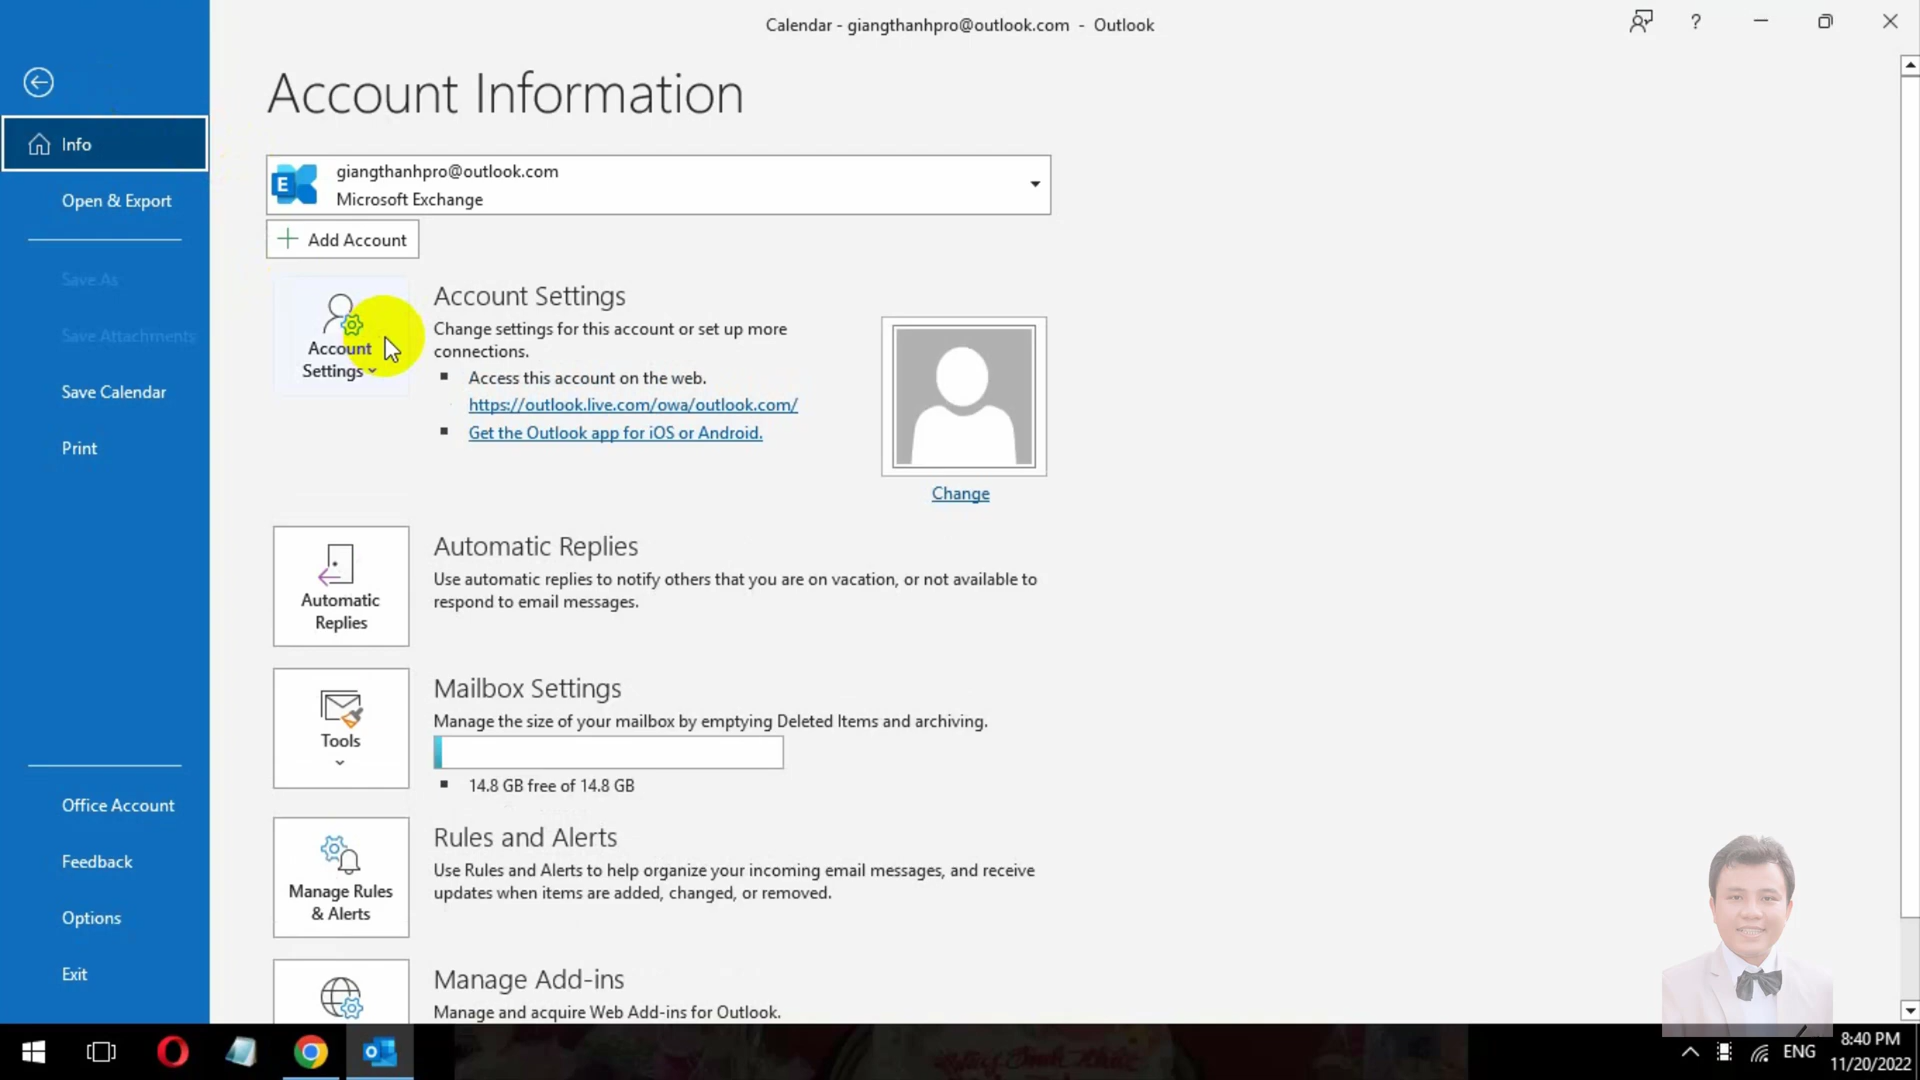 Calendar - giangthanhpro@outlook.com - Outlook
?
Account Information
Info
Open & Export
Save As
Save Attachments
Save Calendar
Print
Office Account
Feedback
Options
Exit
E
giangthanhpro@outlook.com
Microsoft Exchange
Add Account
Account
Settings
Account Settings
Change settings for this account or set up more
connections.
Access this account on the web.
https://outlook.live.com/owa/outlook.com/
Get the Outlook app for iOS or Android.
Change
Automatic
Replies
Automatic Replies
Use automatic replies to notify others that you are on vacation, or not available to
respond to email messages.
Tools
Mailbox Settings
Manage the size of your mailbox by emptying Deleted Items and archiving.
14.8 GB free of 14.8 GB
Manage Rules
& Alerts
Rules and Alerts
Use Rules and Alerts to help organize your incoming email messages, and receive
updates when items are added, changed, or removed.
Manage Add-ins
Manage and acquire Web Add-ins for Outlook.
ENG
8:40 PM
11/20/2022